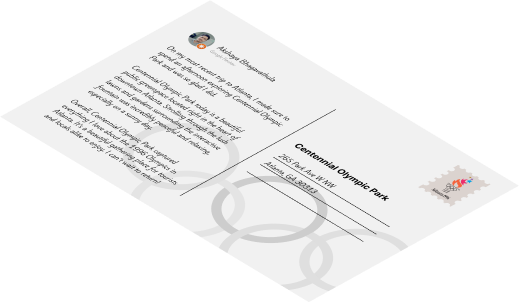 Akshaya Bhagavathula
On my most recent trip to Atlanta, I made sure to
spend an afternoon exploring Centennial Olympic
Park and was so glad I did.
Centennial Olympic Park today is a beautiful
public greenspace located right in the heart of
downtown Atlanta. Strolling through the lush
lawns and gardens surrounding the interactive
fountain was incredibly peaceful and relaxing,
especially on a sunny day.
Overall, Centennial Olympic Park captured
everything I love about the 1996 Olympics in
Atlanta. It's a beautiful gathering place for tourists
and locals alike to enjoy. I can't wait to return!
Centennial Olympic Park
265 Park Ave W NW
Atlanta, GA 30313